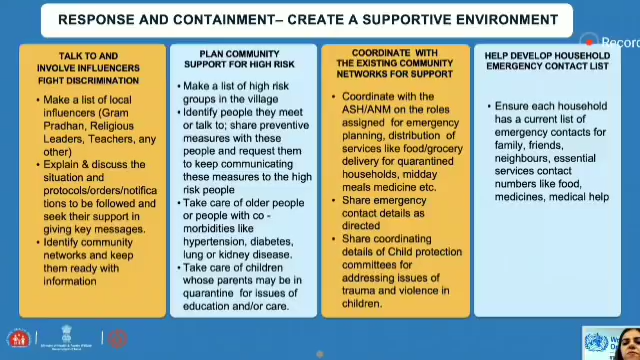 RESPONSE AND CONTAINMENT– CREATE A SUPPORTIVE ENVIRONMENT
Record
TALK TO AND
INVOLVE INFLUENCERS
FIGHT DISCRIMINATION
• Make a list of local
influencers (Gram
Pradhan, Religious
Leaders, Teachers, any
other)
• Explain & discuss the
situation and
protocols/orders/notifica
tions to be followed and
seek their support in
giving key messages.
• Identify community
networks and keep
them ready with
information
PLAN COMMUNITY
SUPPORT FOR HIGH RISK
• Make a list of high risk
groups in the village
• Identify people they meet
or talk to; share preventive
measures with these
people and request them
to keep communicating
these measures to the high
risk people
• Take care of older people
or people with co -
morbidities like
hypertension, diabetes,
lung or kidney disease.
• Take care of children
whose parents may be in
quarantine for issues of
education and/or care.
COORDINATE WITH
THE EXISTING COMMUNITY
NETWORKS FOR SUPPORT
• Coordinate with the
ASH/ANM on the roles
assigned for emergency
planning, distribution of
services like food/grocery
delivery for quarantined
households, midday
meals medicine etc.
• Share emergency
contact details as
directed
• Share coordinating
details of Child protection
committees for
addressing issues of
trauma and violence in
children.
HELP DEVELOP HOUSEHOLD
EMERGENCY CONTACT LIST
• Ensure each household
has a current list of
emergency contacts for
family, friends,
neighbours, essential
services contact
numbers like food,
medicines, medical help